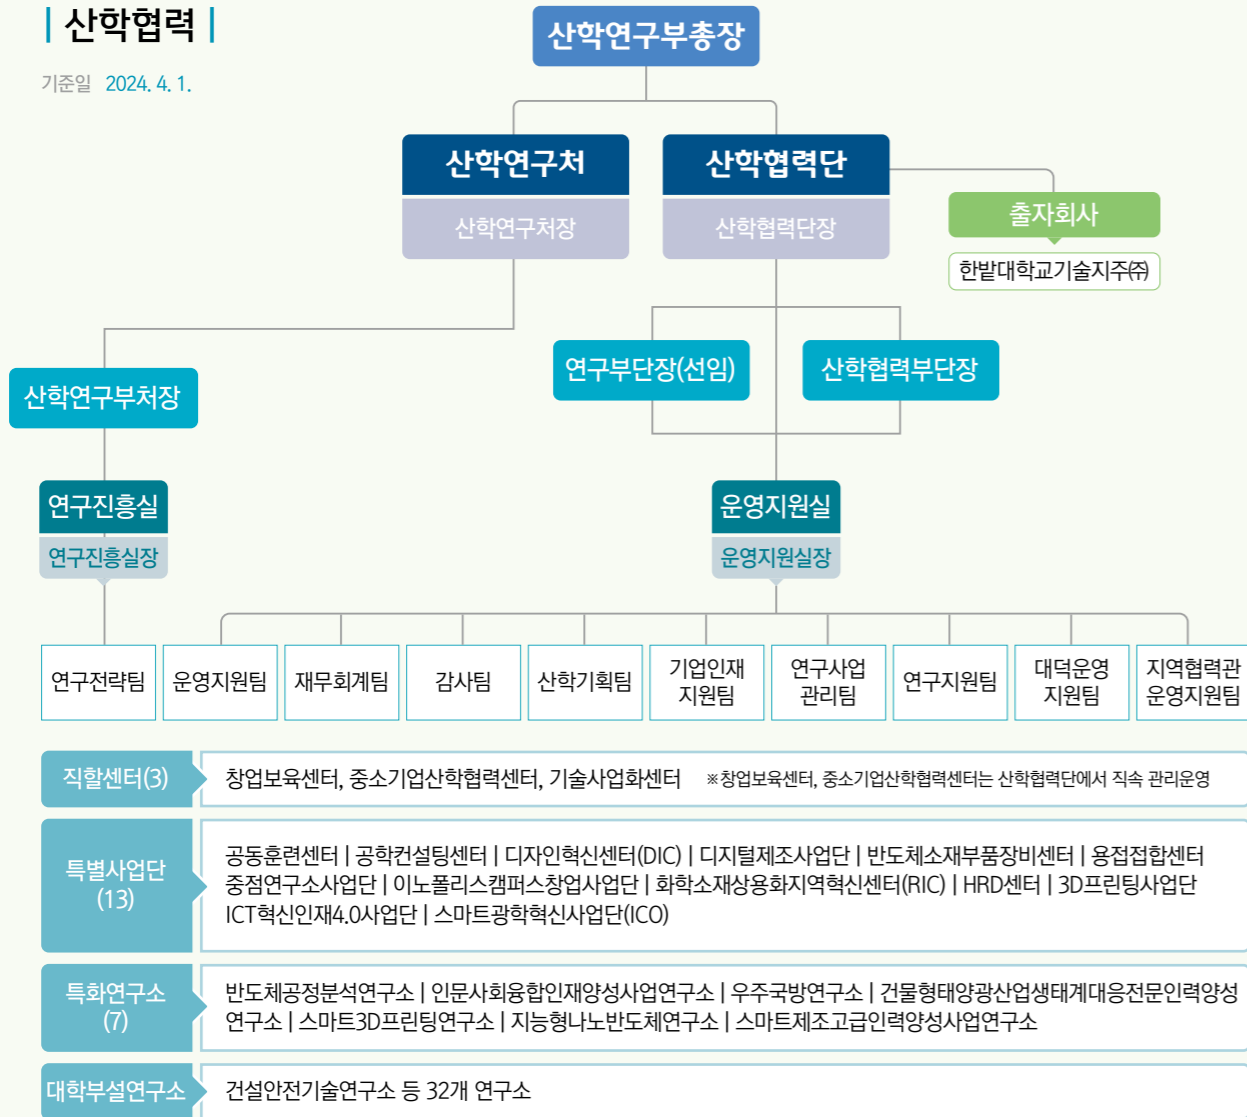 | 산학협력 |
기준일 2024. 4. 1.
산학연구부총장
산학연구처
산학연구처장
산학협력단
산학협력단장
출자회사
한밭대학교기술지주㈜
연구부단장(선임)
산학협력부단장
산학연구부처장
연구진흥실
연구진흥실장
운영지원실
운영지원실장
연구전략팀
운영지원팀
재무회계팀
감사팀
산학기획팀
기업인재
지원팀
연구사업
관리팀
연구지원팀
대덕운영
지원팀
지역협력관
운영지원팀
직할센터(3)
창업보육센터, 중소기업산학협력센터, 기술사업화센터 ※창업보육센터, 중소기업산학협력센터는 산학협력단에서 직속 관리운영
특별사업단
(13)
공동훈련센터 | 공학컨설팅센터 | 디자인혁신센터(DIC) | 디지털제조사업단 | 반도체소재부품장비센터 | 용접접합센터
중점연구소사업단 | 이노폴리스캠퍼스창업사업단 | 화학소재상용화지역혁신센터(RIC) | HRD센터 | 3D프린팅사업단
ICT혁신인재4.0사업단 | 스마트광학혁신사업단(ICO)
특화연구소
(7)
반도체공정분석연구소 | 인문사회융합인재양성사업연구소 | 우주국방연구소 | 건물형태양광산업생태계대응전문인력양성
연구소 | 스마트3D프린팅연구소 | 지능형나노반도체연구소 | 스마트제조고급인력양성사업연구소
대학부설연구소
건설안전기술연구소 등 32개 연구소